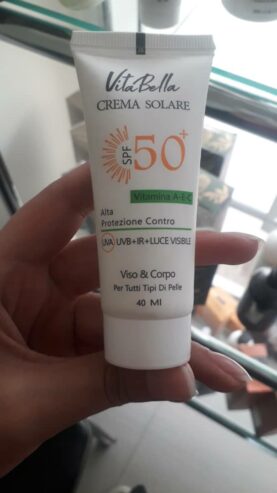 VitaBella
CREMA SOLARE
SPF 50+
Vitamina A-E-C
Alta
Protezione Contro
UVA UVB+IR+LUCE VISIBILE
Viso & Corpo
Per Tutti Tipi Di Pelle
40 Ml